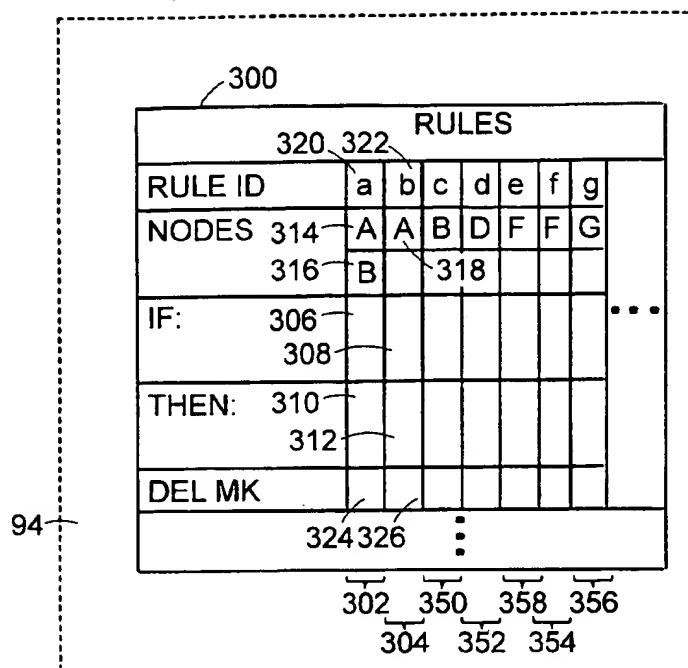 300
RULES
320 322
RULE ID a b c d e f g
NODES 314 A A B D F F G
316 B 318
IF: 306 ...
308
THEN: 310
312
DEL MK
94 324 326
302 350 358 356
304 352 354